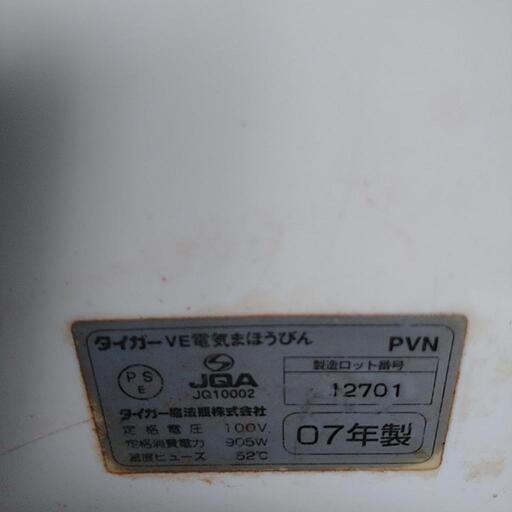 タイガーVE電気まほうびん PVN
PS
E
JQA
JQ10002
製造ロット番号
12701
タイガー魔法瓶株式会社
定格電圧 100V
定格消費電力 905W
温度ヒューズ 152℃
07年製